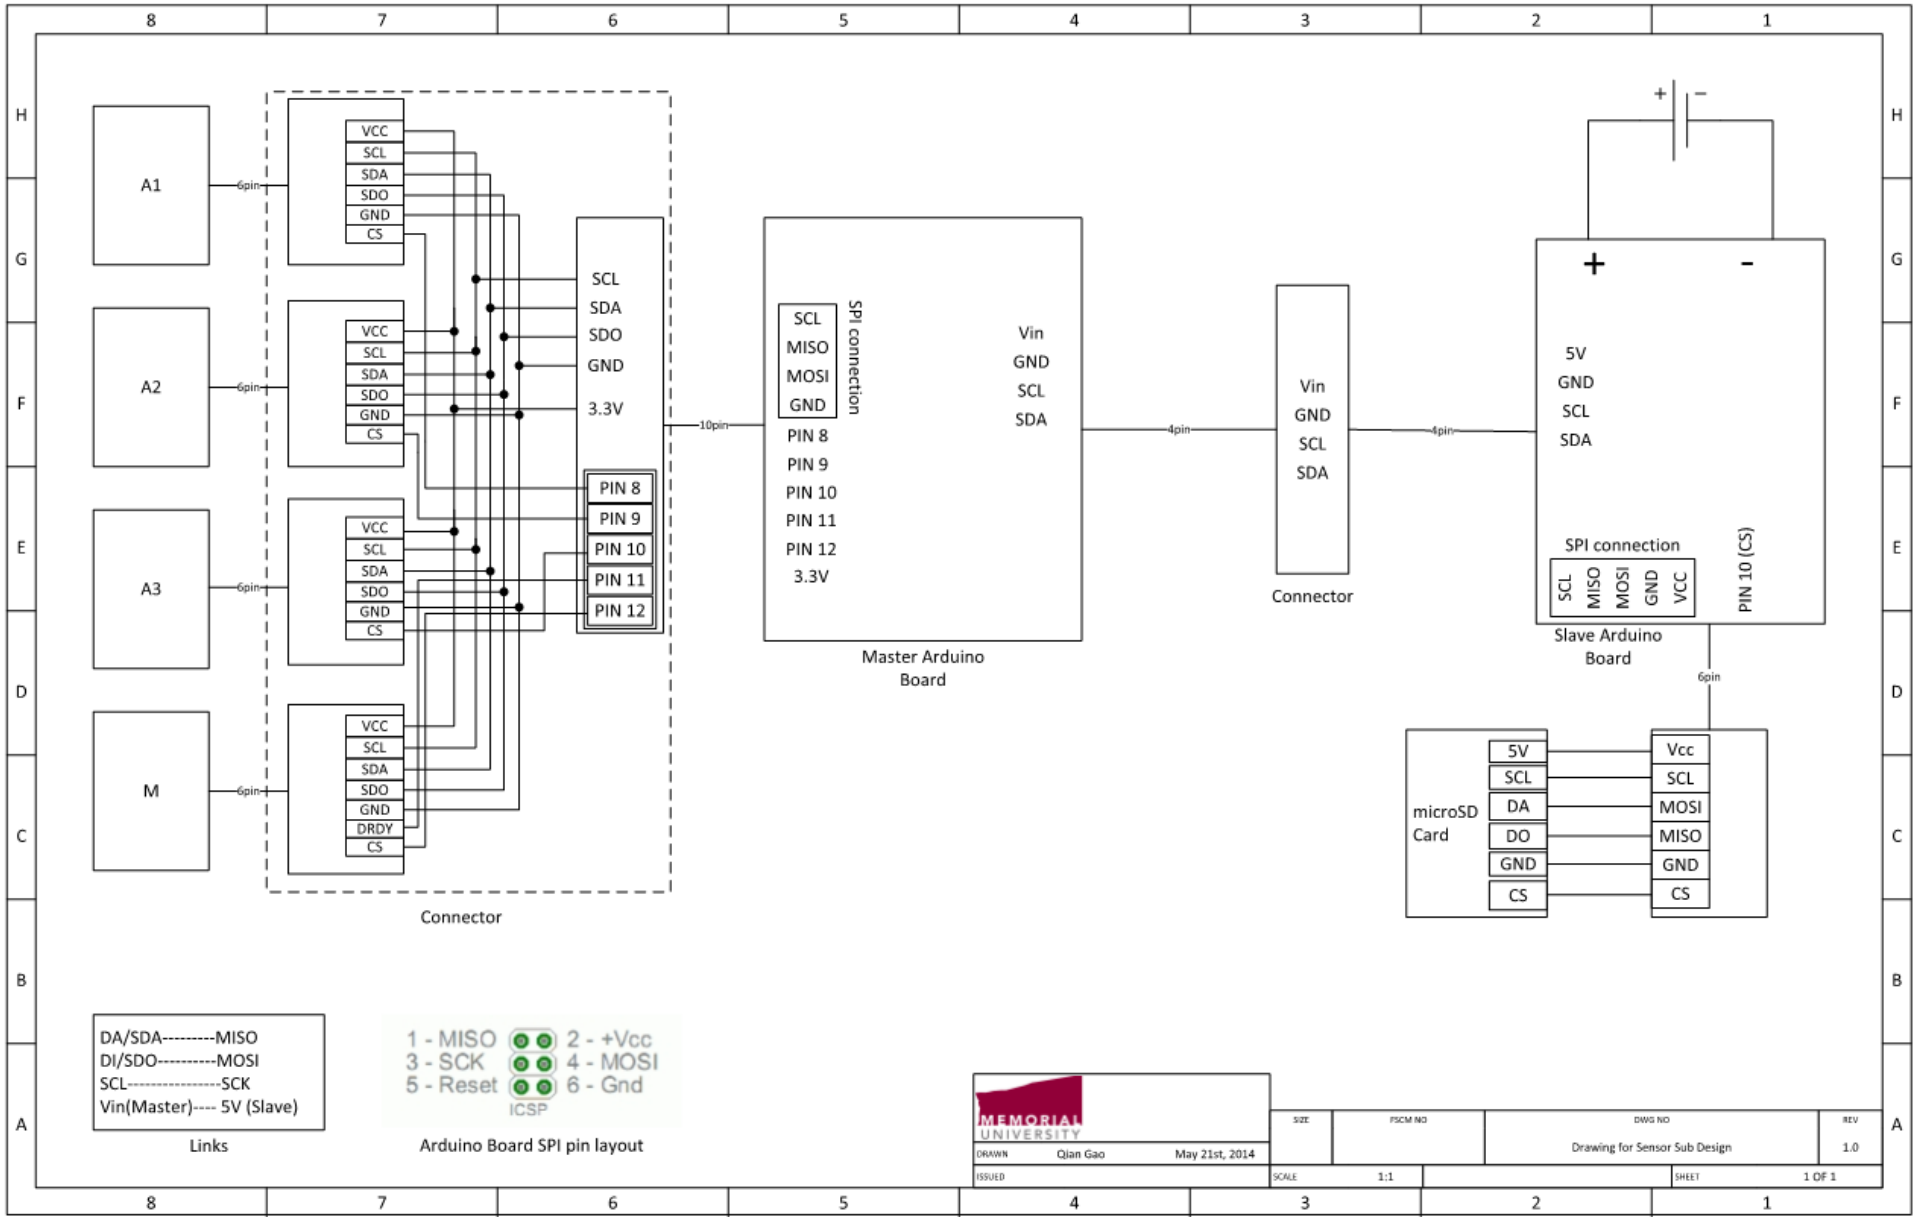 8 7 6 5 4 3 2 1
H
G
F
E
D
C
B
A
A1
6pin
VCC
SCL
SDA
SDO
GND
CS
A2
6pin
VCC
SCL
SDA
SDO
GND
CS
A3
6pin
VCC
SCL
SDA
SDO
GND
CS
M
6pin
VCC
SCL
SDA
SDO
GND
DRDY
CS
SCL
SDA
SDO
GND
3.3V
PIN 8
PIN 9
PIN 10
PIN 11
PIN 12
Connector
10pin
SCL
MISO
MOSI
GND
SPI connection
PIN 8
PIN 9
PIN 10
PIN 11
PIN 12
3.3V
Vin
GND
SCL
SDA
Master Arduino
Board
4pin
Vin
GND
SCL
SDA
Connector
4pin
+ −
+ -
5V
GND
SCL
SDA
SPI connection
SCL
MISO
MOSI
GND
VCC
PIN 10 (CS)
Slave Arduino
Board
6pin
microSD
Card
5V
SCL
DA
DO
GND
CS
Vcc
SCL
MOSI
MISO
GND
CS
H
G
F
E
D
C
B
A
DA/SDA---------MISO
DI/SDO----------MOSI
SCL----------------SCK
Vin(Master)---- 5V (Slave)
Links
1 - MISO 2 - +Vcc
3 - SCK 4 - MOSI
5 - Reset 6 - Gnd
ICSP
Arduino Board SPI pin layout
MEMORIAL
UNIVERSITY
DRAWN Qian Gao May 21st, 2014
ISSUED
SIZE FSCM NO DWG NO REV
Drawing for Sensor Sub Design 1.0
SCALE 1:1 SHEET 1 OF 1
8 7 6 5 4 3 2 1